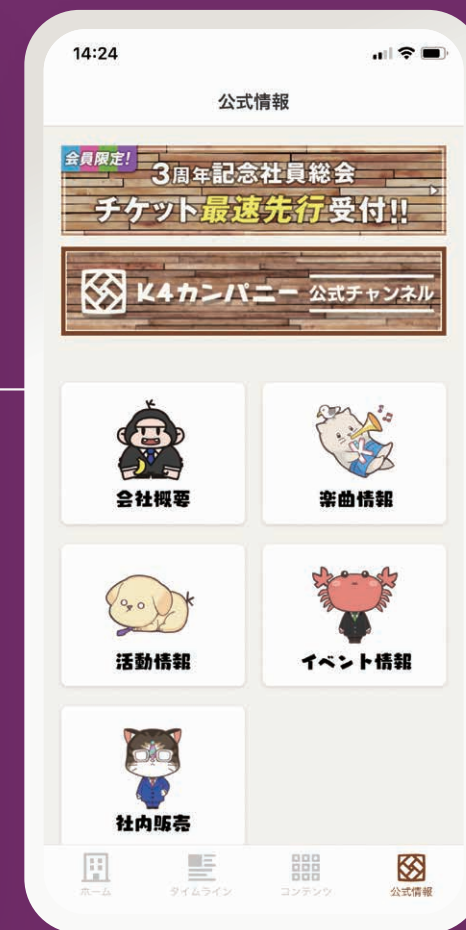 14:24
公式情報
会員限定!
3周年記念社員総会
チケット最速先行受付!!
K4カンパニー 公式チャンネル
会社概要
楽曲情報
活動情報
イベント情報
社内販売
ホーム
タイムライン
コンテンツ
公式情報